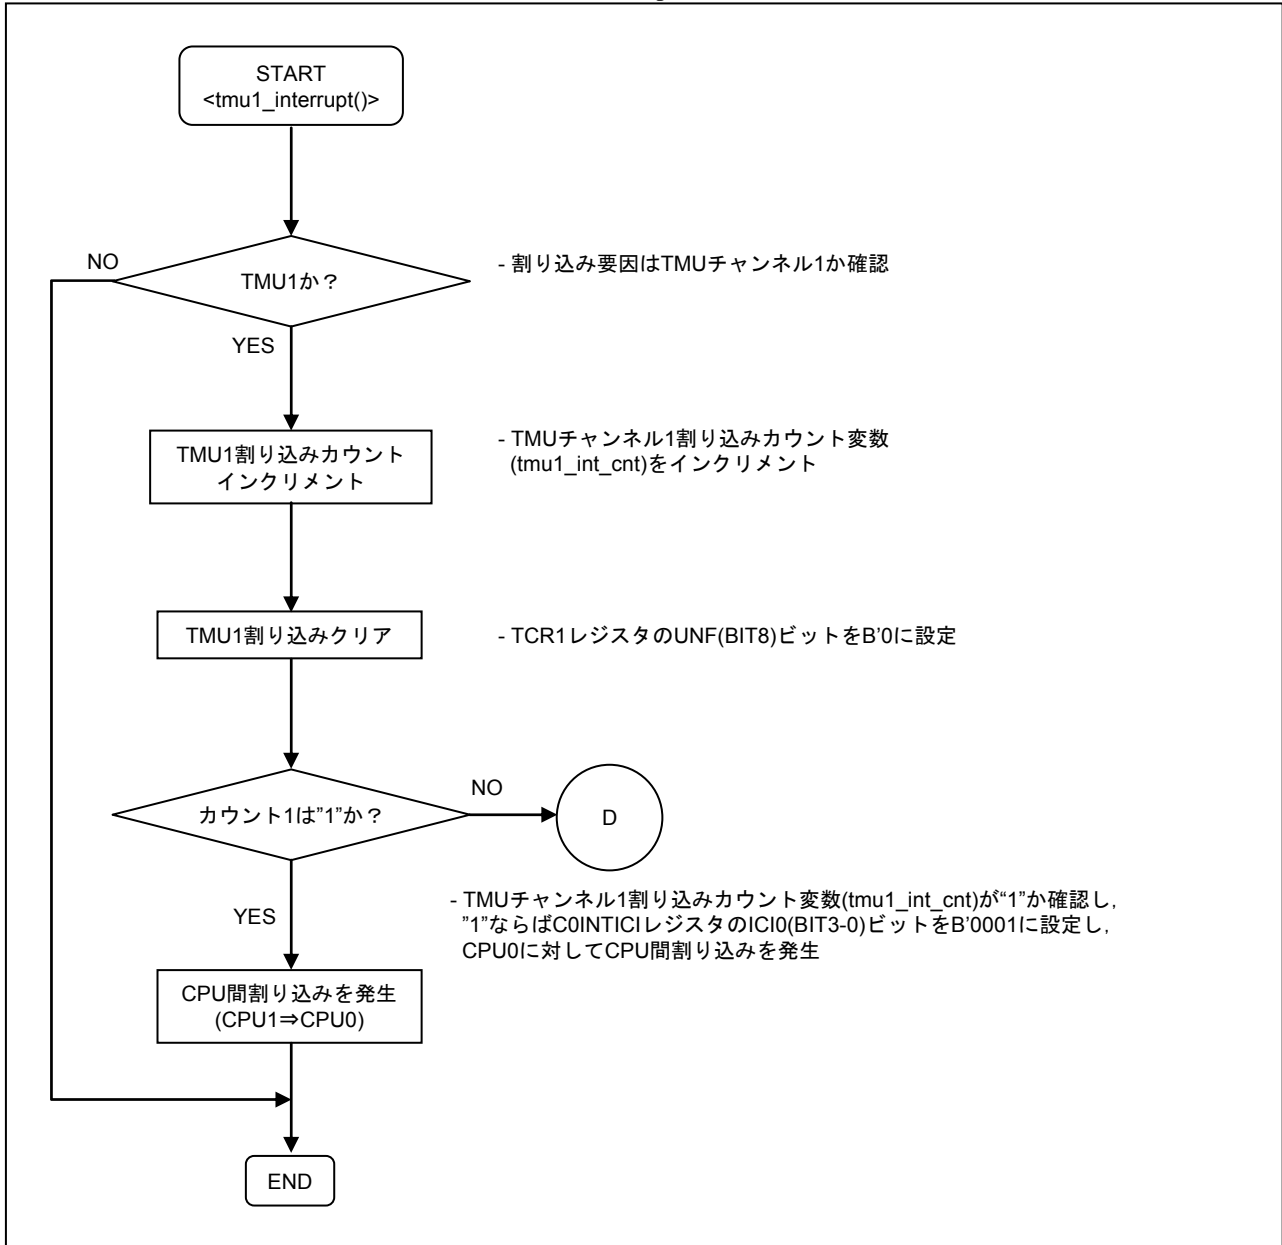 START
<tmu1_interrupt()>
NO
TMU1か？
- 割り込み要因はTMUチャンネル1か確認
YES
TMU1割り込みカウント
インクリメント
- TMUチャンネル1割り込みカウント変数
(tmu1_int_cnt)をインクリメント
TMU1割り込みクリア
- TCR1レジスタのUNF(BIT8)ビットをB'0に設定
カウント1は”1”か？
NO
D
YES
- TMUチャンネル1割り込みカウント変数(tmu1_int_cnt)が“1”か確認し,
”1”ならばC0INTICIレジスタのICI0(BIT3-0)ビットをB'0001に設定し,
CPU0に対してCPU間割り込みを発生
CPU間割り込みを発生
(CPU1⇒CPU0)
END